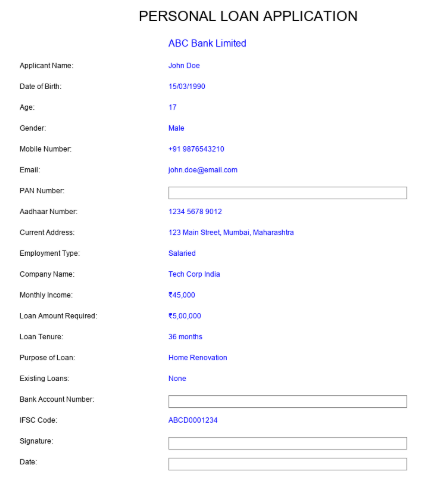 PERSONAL LOAN APPLICATION
ABC Bank Limited
Applicant Name: John Doe
Date of Birth: 15/03/1990
Age: 17
Gender: Male
Mobile Number: +91 9876543210
Email: john.doe@email.com
PAN Number:
Aadhaar Number: 1234 5678 9012
Current Address: 123 Main Street, Mumbai, Maharashtra
Employment Type: Salaried
Company Name: Tech Corp India
Monthly Income: ₹45,000
Loan Amount Required: ₹5,00,000
Loan Tenure: 36 months
Purpose of Loan: Home Renovation
Existing Loans: None
Bank Account Number:
IFSC Code: ABCD0001234
Signature:
Date: